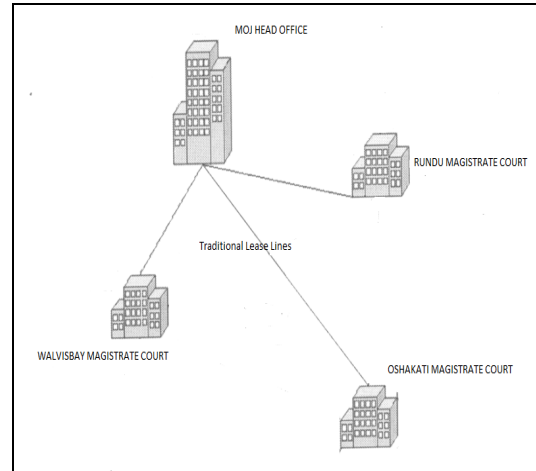 MOJ HEAD OFFICE
RUNDU MAGISTRATE COURT
Traditional Lease Lines
WALVISBAY MAGISTRATE COURT
OSHAKATI MAGISTRATE COURT